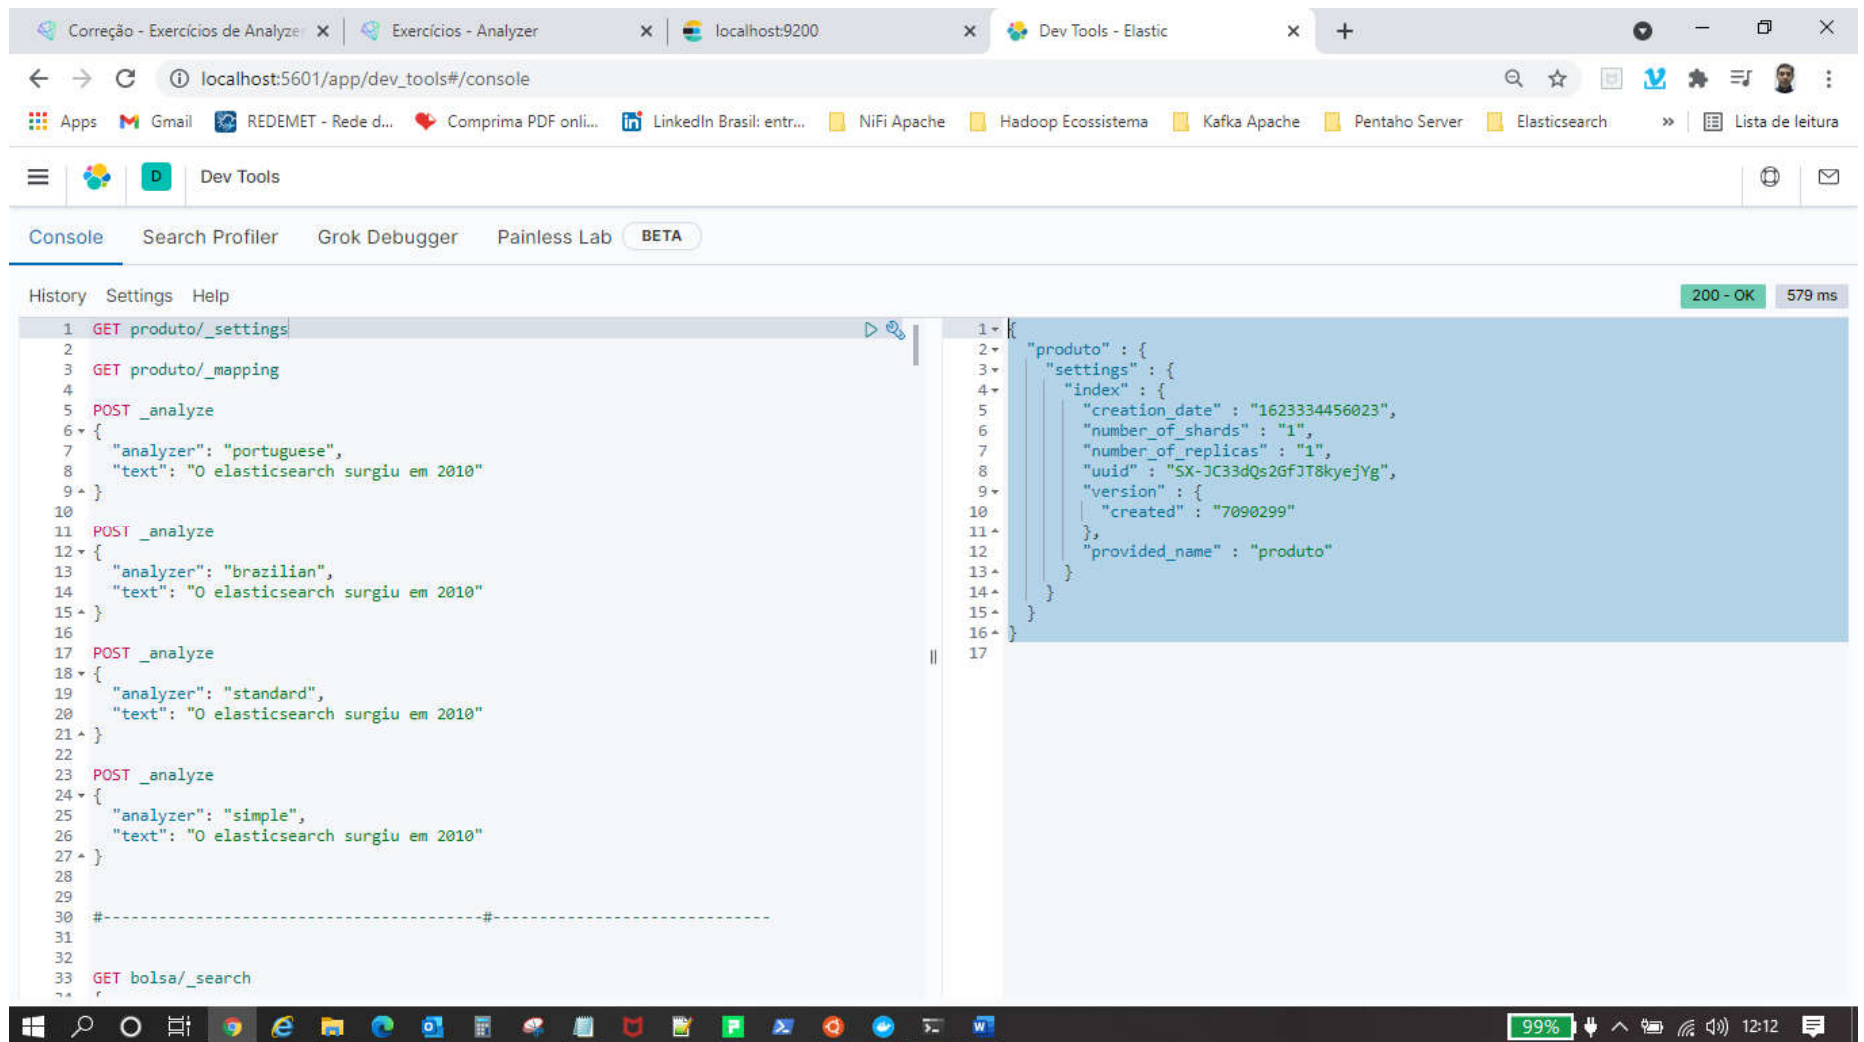 Correção - Exercícios de Analyze
Exercícios - Analyzer
localhost:9200
Dev Tools - Elastic
localhost:5601/app/dev_tools#/console
Apps
Gmail
REDEMET - Rede d...
Comprima PDF onli...
LinkedIn Brasil: entr...
NiFi Apache
Hadoop Ecossistema
Kafka Apache
Pentaho Server
Elasticsearch
»
Lista de leitura
D
Dev Tools
Console
Search Profiler
Grok Debugger
Painless Lab
BETA
History
Settings
Help
200 - OK
579 ms
1 GET produto/_settings
2
3 GET produto/_mapping
4
5 POST _analyze
6 {
7 "analyzer": "portuguese",
8 "text": "O elasticsearch surgiu em 2010"
9 }
10
11 POST _analyze
12 {
13 "analyzer": "brazilian",
14 "text": "O elasticsearch surgiu em 2010"
15 }
16
17 POST _analyze
18 {
19 "analyzer": "standard",
20 "text": "O elasticsearch surgiu em 2010"
21 }
22
23 POST _analyze
24 {
25 "analyzer": "simple",
26 "text": "O elasticsearch surgiu em 2010"
27 }
28
29
30 #-----------------------------------------#------------------------------
31
32
33 GET bolsa/_search
34 {
1 {
2 "produto" : {
3 "settings" : {
4 "index" : {
5 "creation_date" : "1623334456023",
6 "number_of_shards" : "1",
7 "number_of_replicas" : "1",
8 "uuid" : "SX-JC33dQs2GfJT8kyejYg",
9 "version" : {
10 "created" : "7090299"
11 },
12 "provided_name" : "produto"
13 }
14 }
15 }
16 }
17
99%
12:12